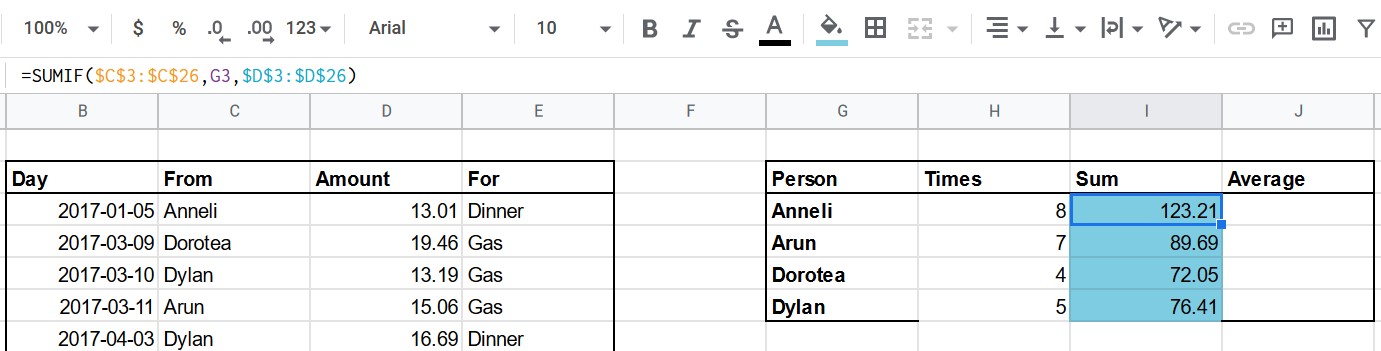 100% $ % .0 .00 123 Arial 10 B I S A
=SUMIF($C$3:$C$26,G3,$D$3:$D$26)
B C D E F G H I J
Day From Amount For Person Times Sum Average
2017-01-05 Anneli 13.01 Dinner Anneli 8 123.21
2017-03-09 Dorotea 19.46 Gas Arun 7 89.69
2017-03-10 Dylan 13.19 Gas Dorotea 4 72.05
2017-03-11 Arun 15.06 Gas Dylan 5 76.41
2017-04-03 Dylan 16.69 Dinner